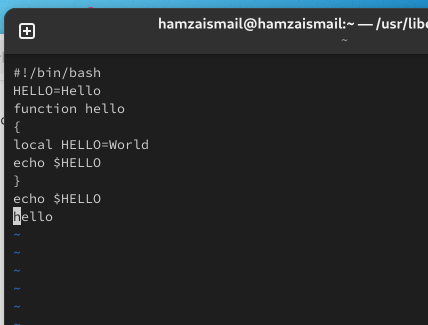 hamzaismail@hamzaismail:~ — /usr/libe
~
#!/bin/bash
HELLO=Hello
function hello
{
local HELLO=World
echo $HELLO
}
echo $HELLO
hello
~
~
~
~
~
~